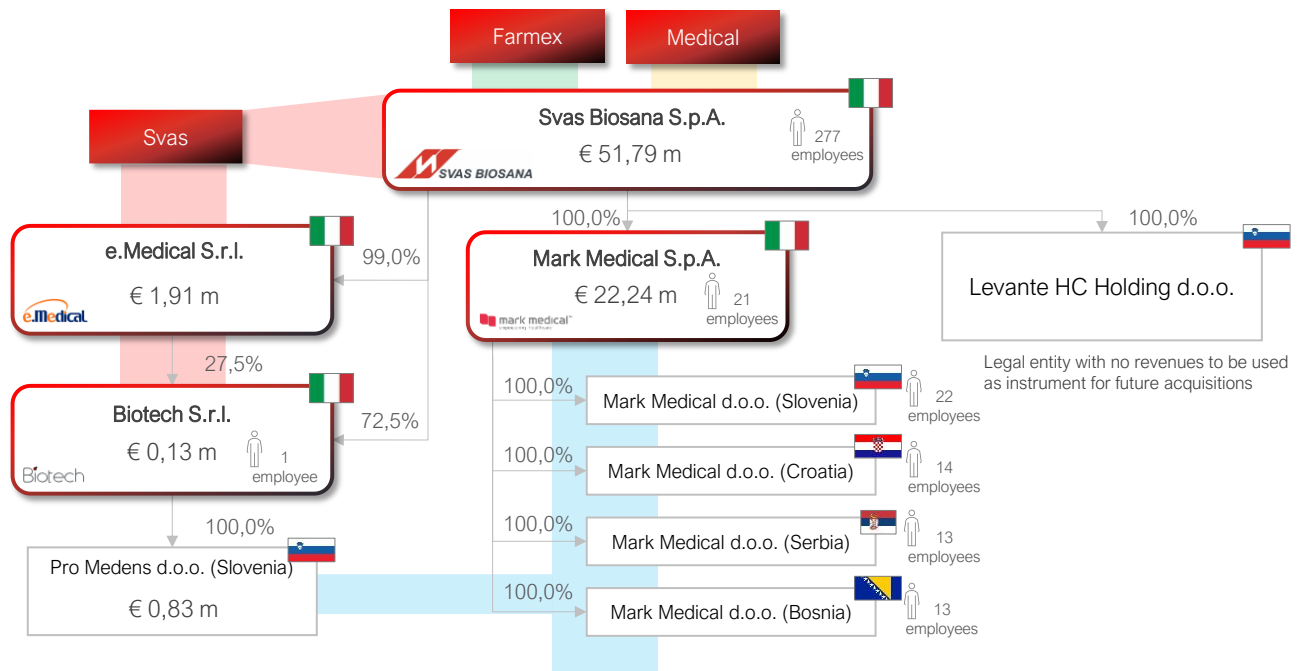 Farmex
Medical
Svas
Svas Biosana S.p.A.
€ 51,79 m
277
employees
SVAS BIOSANA
100,0%
100,0%
e.Medical S.r.l.
€ 1,91 m
e.Medical
99,0%
Mark Medical S.p.A.
€ 22,24 m
21
employees
mark medical™
Levante HC Holding d.o.o.
Legal entity with no revenues to be used
as instrument for future acquisitions
27,5%
Biotech S.r.l.
€ 0,13 m
1
employee
Biotech
72,5%
100,0%
Mark Medical d.o.o. (Slovenia)
22
employees
100,0%
Mark Medical d.o.o. (Croatia)
14
employees
100,0%
Pro Medens d.o.o. (Slovenia)
€ 0,83 m
100,0%
Mark Medical d.o.o. (Serbia)
13
employees
100,0%
Mark Medical d.o.o. (Bosnia)
13
employees